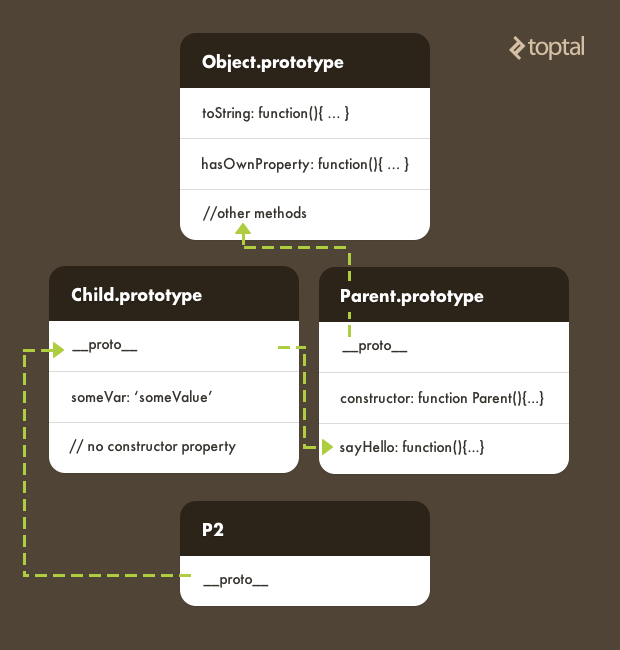 toptal
Object.prototype
toString: function(){ ... }
hasOwnProperty: function(){ ... }
//other methods
Child.prototype
__proto__
someVar: ‘someValue’
// no constructor property
Parent.prototype
__proto__
constructor: function Parent(){...}
sayHello: function(){...}
P2
__proto__